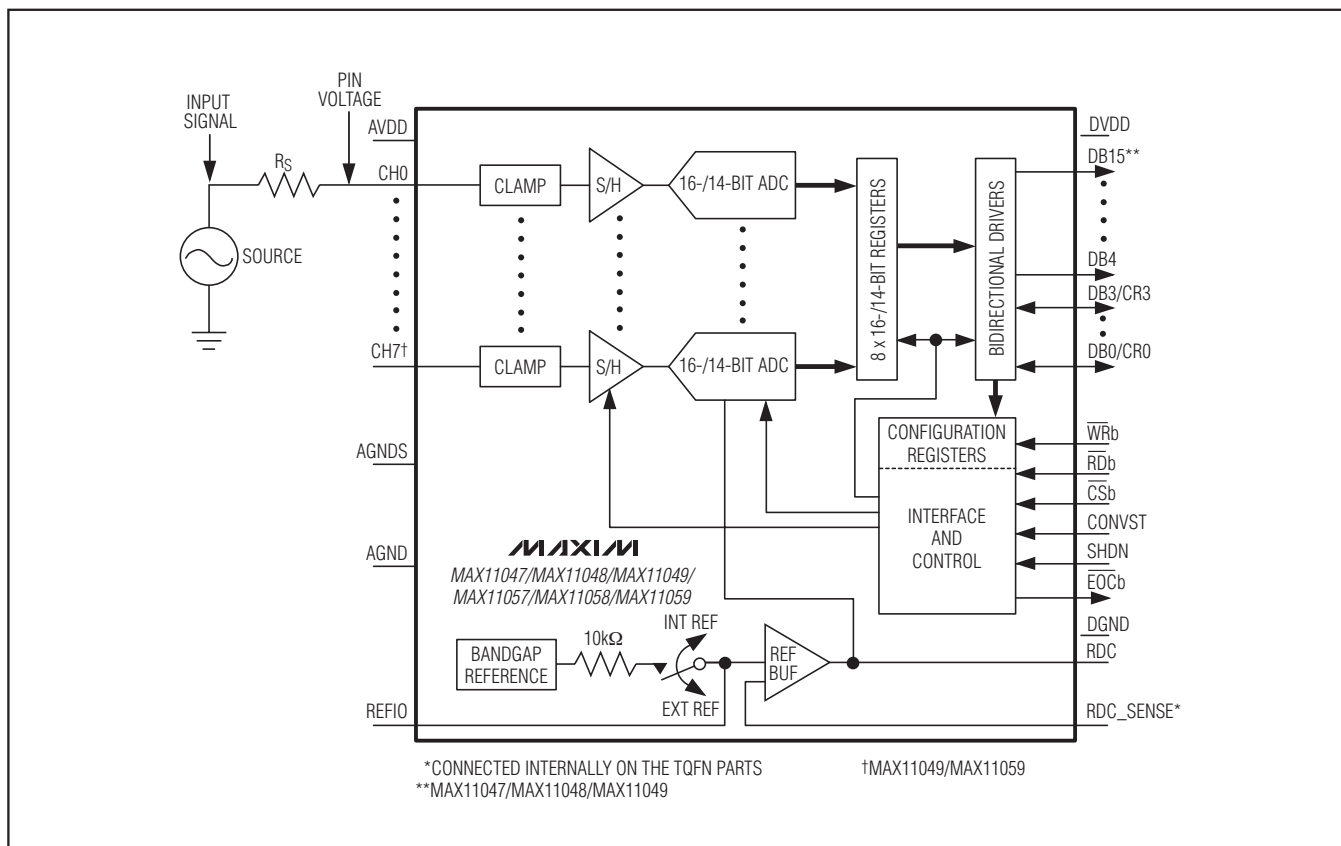 INPUT
SIGNAL
PIN
VOLTAGE
RS
SOURCE
AVDD
CH0
CH7†
AGNDS
AGND
REFIO
CLAMP
S/H
16-/14-BIT ADC
CLAMP
S/H
16-/14-BIT ADC
8 x 16-/14-BIT REGISTERS
BIDIRECTIONAL DRIVERS
CONFIGURATION
REGISTERS
INTERFACE
AND
CONTROL
MAXIM
MAX11047/MAX11048/MAX11049/
MAX11057/MAX11058/MAX11059
BANDGAP
REFERENCE
10kΩ
INT REF
EXT REF
REF
BUF
DVDD
DB15**
DB4
DB3/CR3
DB0/CR0
WRb
RDb
CSb
CONVST
SHDN
EOCb
DGND
RDC
RDC_SENSE*
*CONNECTED INTERNALLY ON THE TQFN PARTS
**MAX11047/MAX11048/MAX11049
†MAX11049/MAX11059